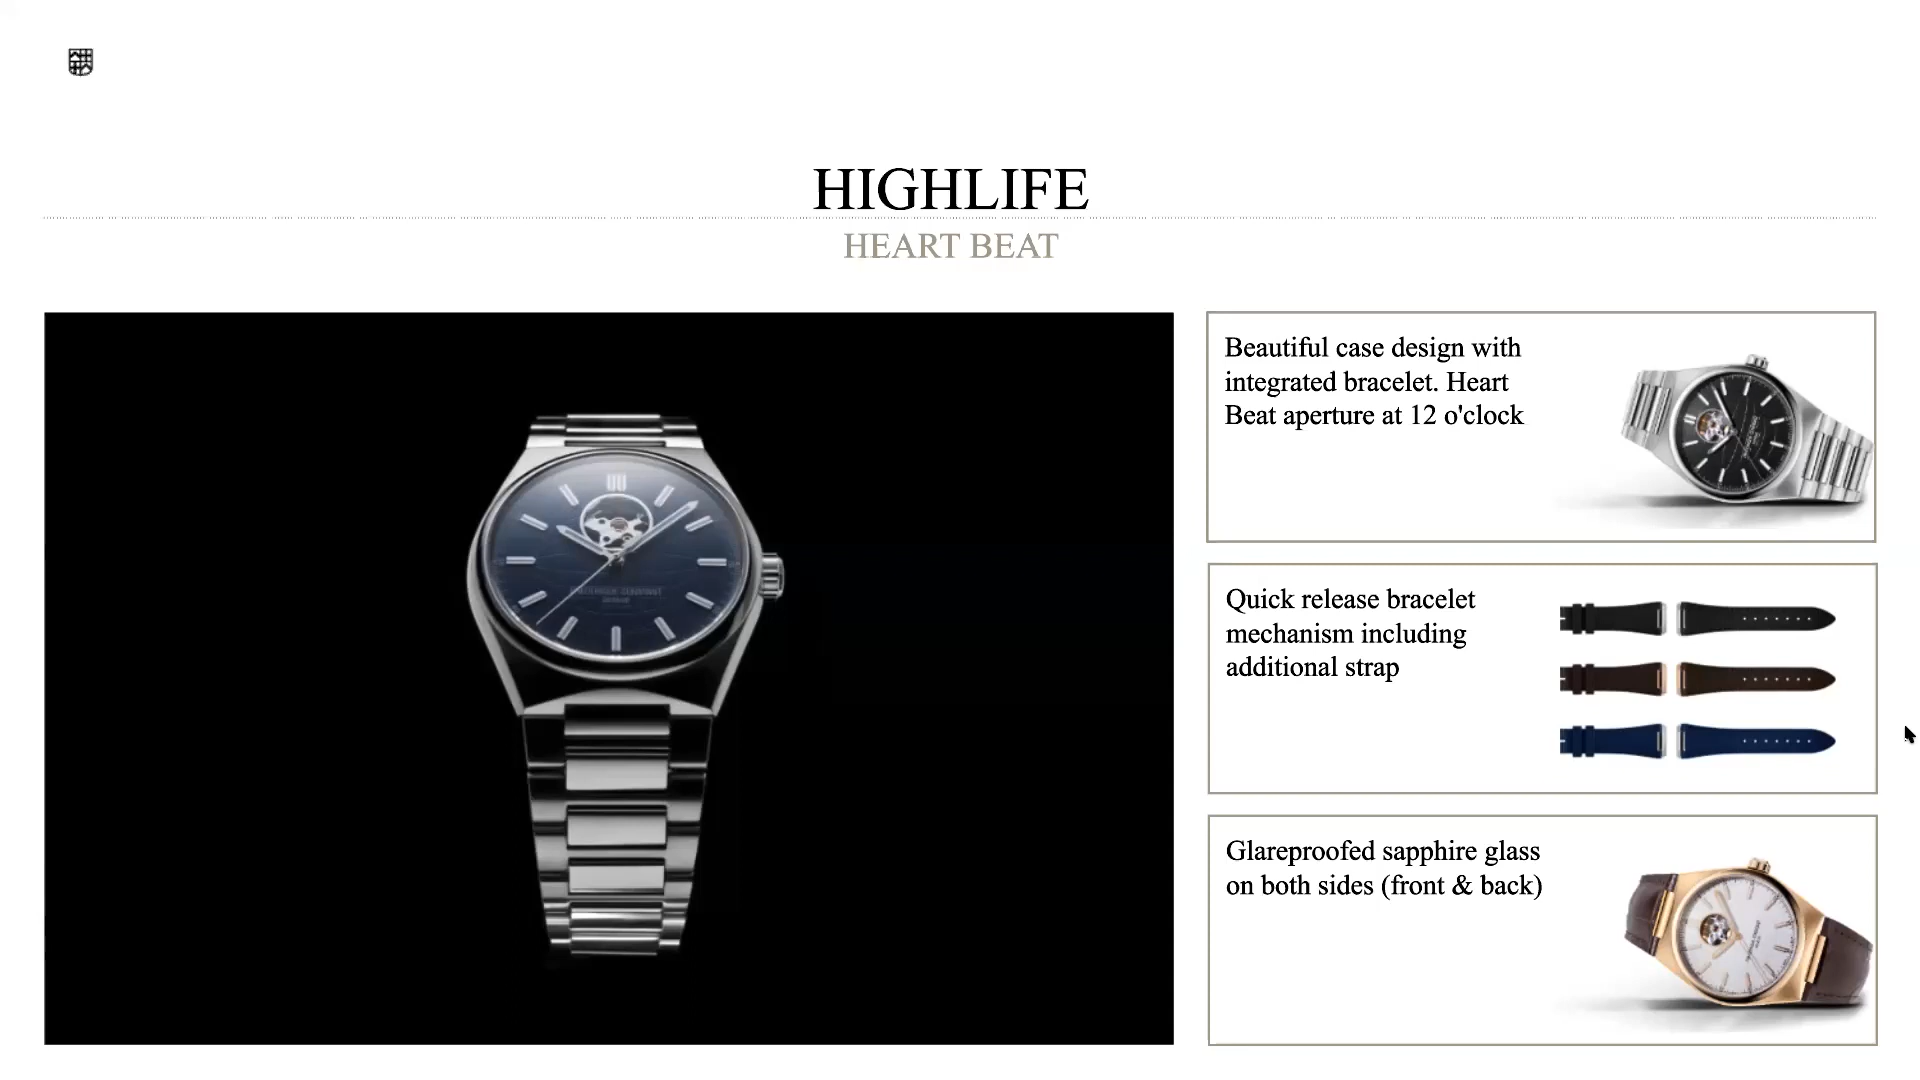 HIGHLIFE
HEART BEAT
Beautiful case design with
integrated bracelet. Heart
Beat aperture at 12 o'clock
Quick release bracelet
mechanism including
additional strap
Glareproofed sapphire glass
on both sides (front & back)